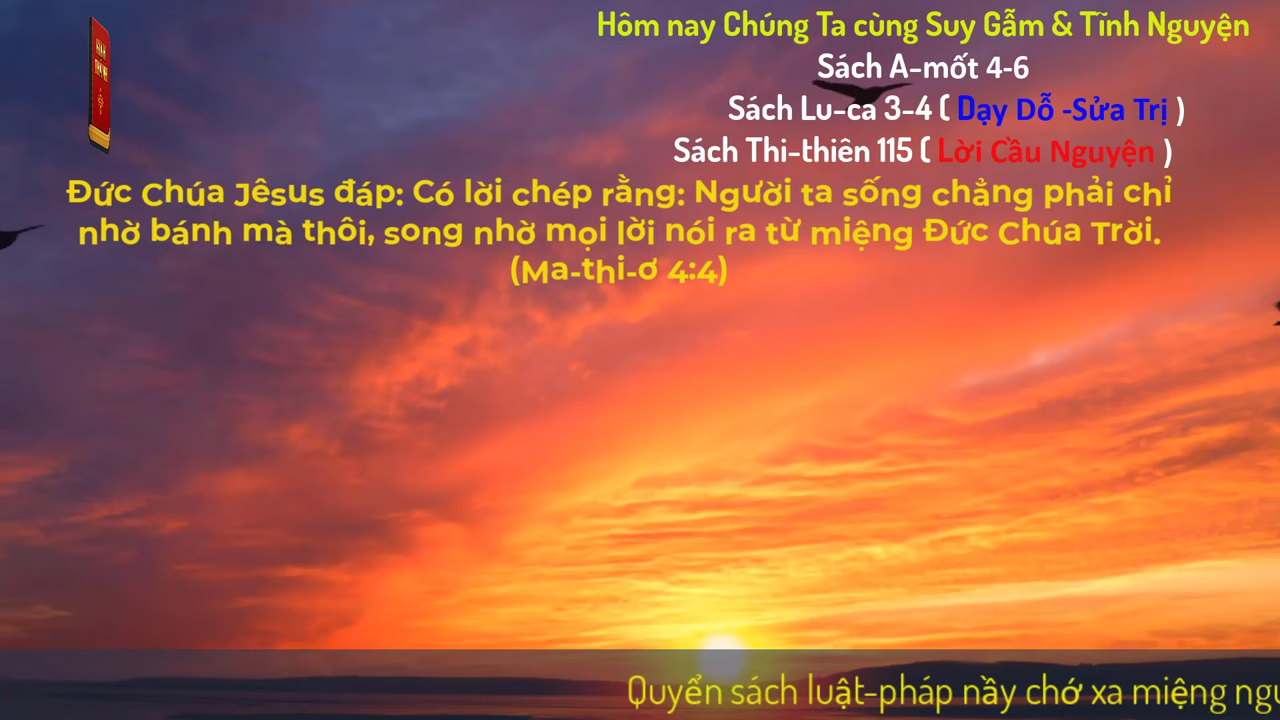 Hôm nay Chúng Ta cùng Suy Gẫm & Tĩnh Nguyện
Sách A-mốt 4-6
Sách Lu-ca 3-4 ( Dạy Dỗ -Sửa Trị )
Sách Thi-thiên 115 ( Lời Cầu Nguyện )
Đức Chúa Jêsus đáp: Có lời chép rằng: Người ta sống chẳng phải chỉ
nhờ bánh mà thôi, song nhờ mọi lời nói ra từ miệng Đức Chúa Trời.
(Ma-thi-ơ 4:4)
Quyển sách luật-pháp nầy chớ xa miệng